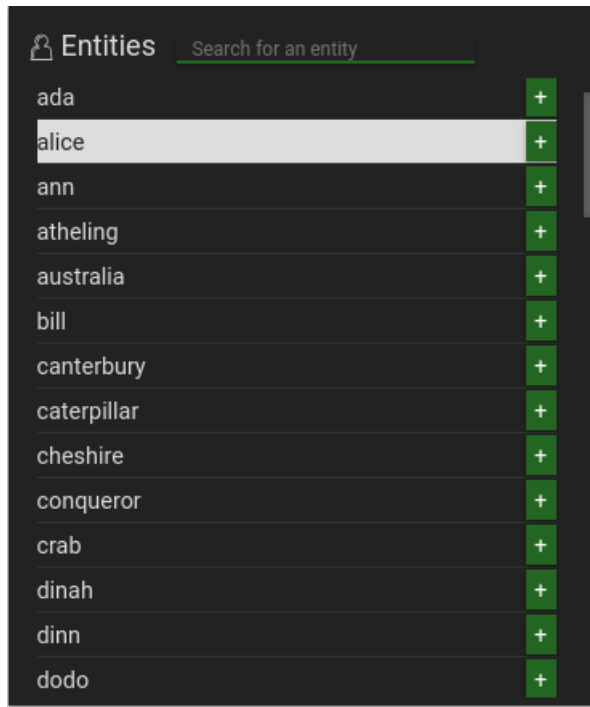 Entities Search for an entity
ada +
alice +
ann +
atheling +
australia +
bill +
canterbury +
caterpillar +
cheshire +
conqueror +
crab +
dinah +
dinn +
dodo +